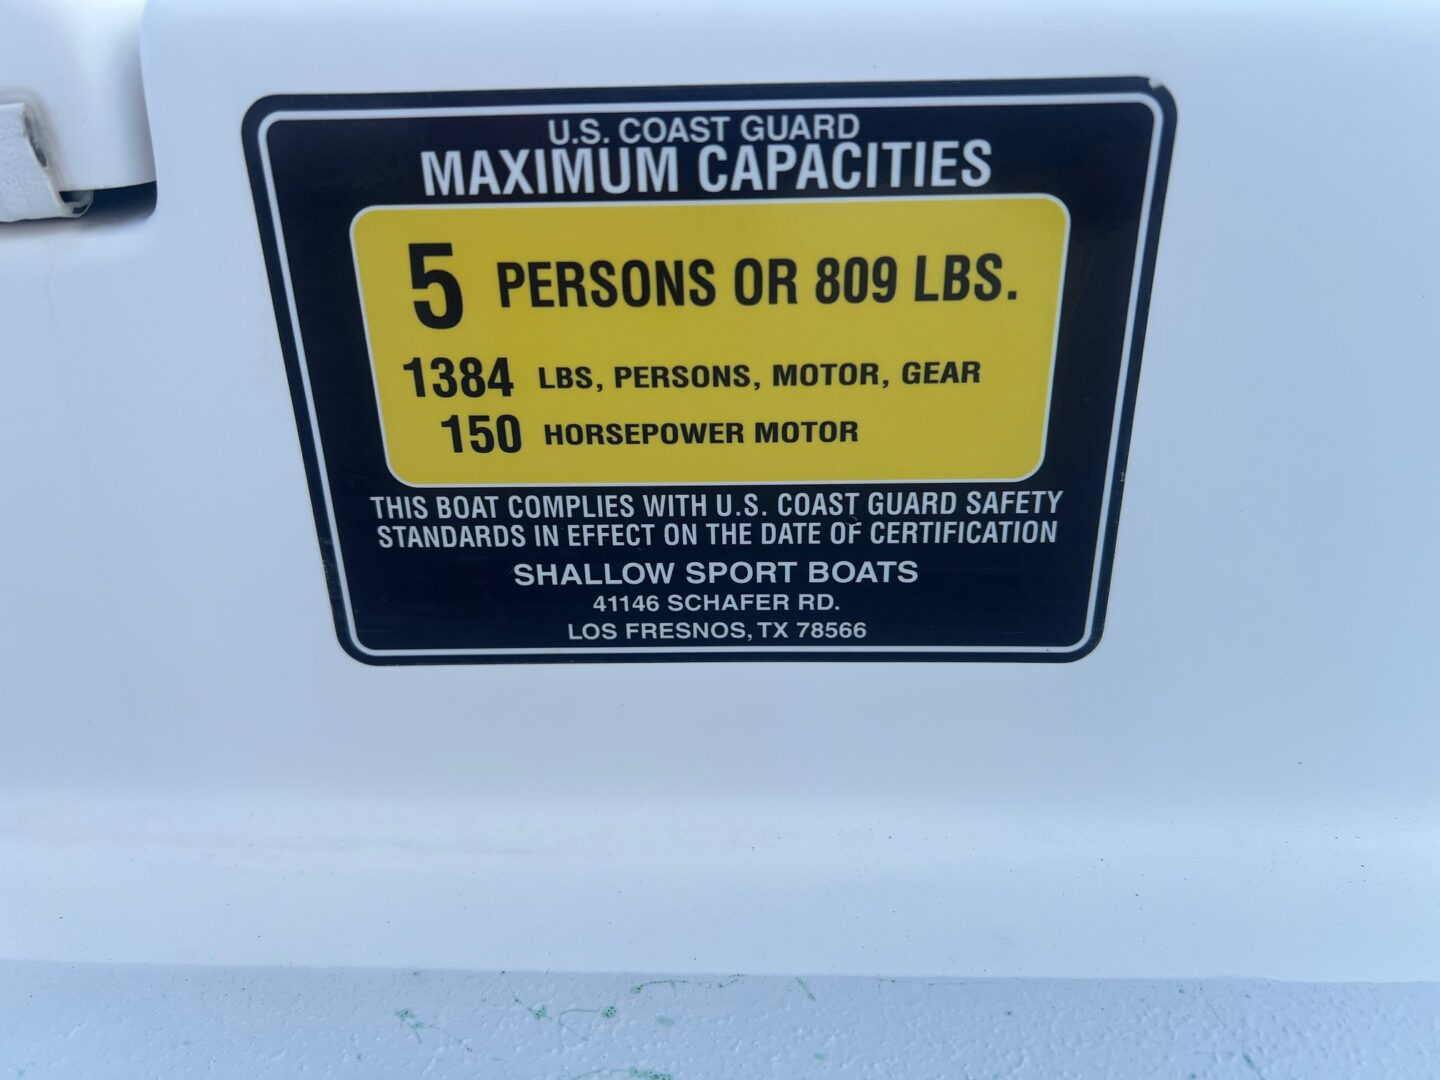 U.S. COAST GUARD
MAXIMUM CAPACITIES
5 PERSONS OR 809 LBS.
1384 LBS, PERSONS, MOTOR, GEAR
150 HORSEPOWER MOTOR
THIS BOAT COMPLIES WITH U.S. COAST GUARD SAFETY
STANDARDS IN EFFECT ON THE DATE OF CERTIFICATION
SHALLOW SPORT BOATS
41146 SCHAFER RD.
LOS FRESNOS, TX 78566